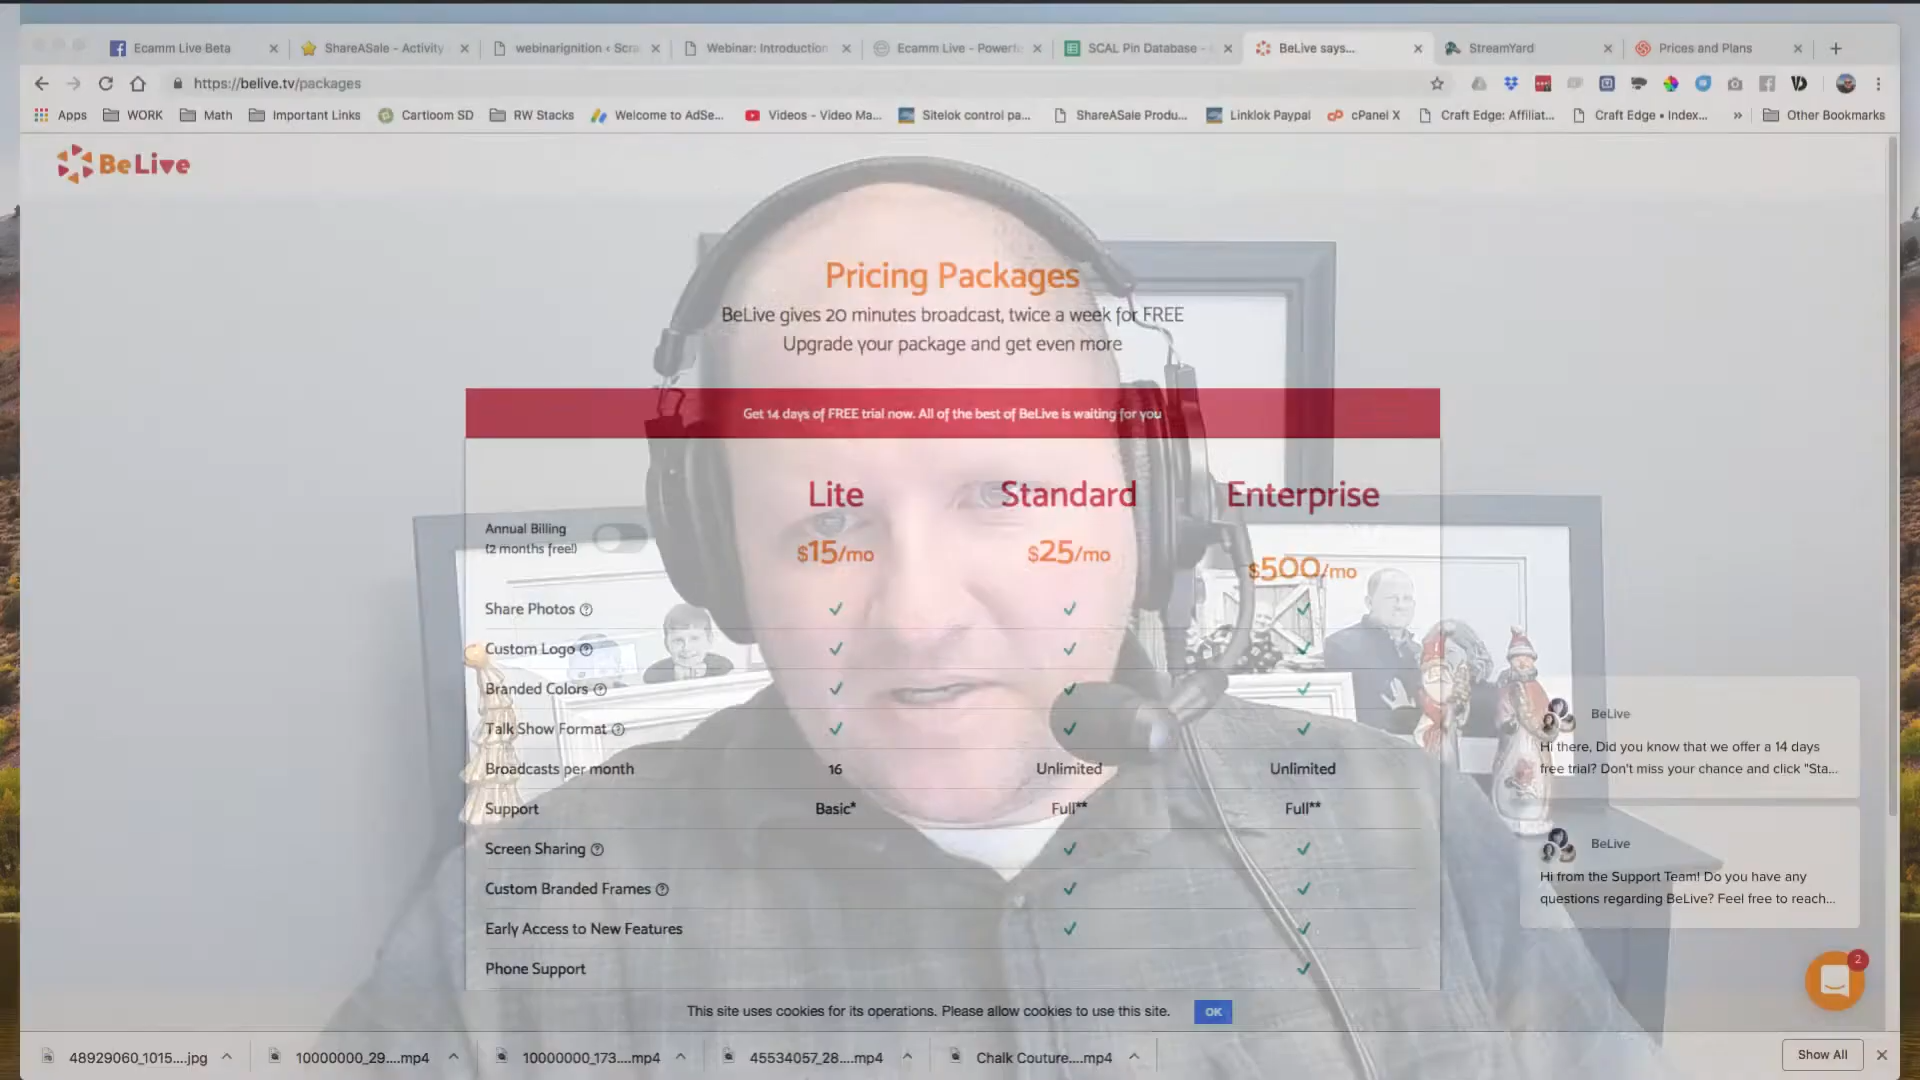 Ecamm Live Beta
ShareASale - Activity
webinarignition ‹ Scra
Webinar: Introduction
Ecamm Live - Powerfu
SCAL Pin Database -
BeLive says...
StreamYard
Prices and Plans
https://belive.tv/packages
Apps
WORK
Math
Important Links
Cartloom SD
RW Stacks
Welcome to AdSe...
Videos - Video Ma...
Sitelok control pa...
ShareASale Produ...
Linklok Paypal
cPanel X
Craft Edge: Affiliat...
Craft Edge • Index...
»
Other Bookmarks
BeLive
Pricing Packages
BeLive gives 20 minutes broadcast, twice a week for FREE
Upgrade your package and get even more
Get 14 days of FREE trial now. All of the best of BeLive is waiting for you
Lite Standard Enterprise
Annual Billing
(2 months free!)
$15/mo $25/mo $500/mo
Share Photos
Custom Logo
Branded Colors
Talk Show Format
Broadcasts per month 16 Unlimited Unlimited
Support Basic* Full** Full**
Screen Sharing
Custom Branded Frames
Early Access to New Features
Phone Support
BeLive
Hi there, Did you know that we offer a 14 days
free trial? Don't miss your chance and click "Sta...
BeLive
Hi from the Support Team! Do you have any
questions regarding BeLive? Feel free to reach...
2
This site uses cookies for its operations. Please allow cookies to use this site.
OK
48929060_1015....jpg
10000000_29....mp4
10000000_173....mp4
45534057_28....mp4
Chalk Couture....mp4
Show All